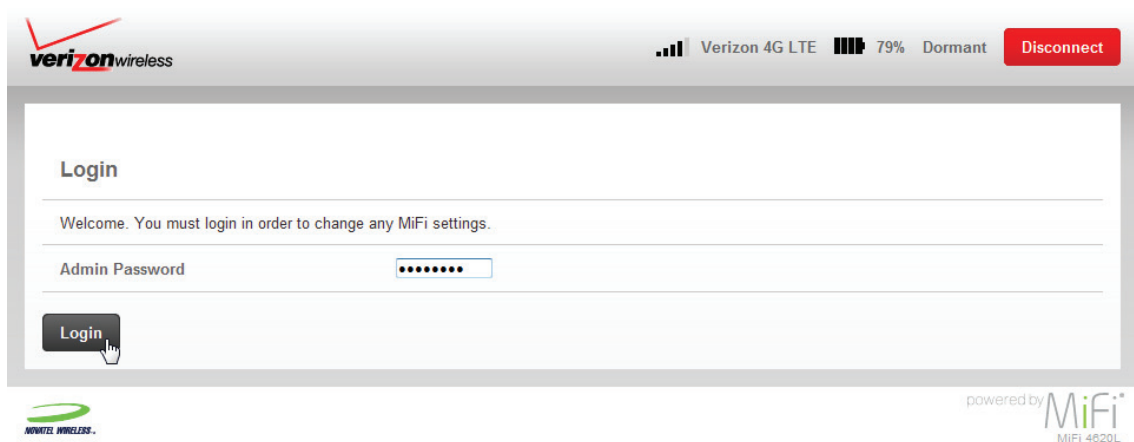 verizonwireless
Verizon 4G LTE 79% Dormant Disconnect
Login
Welcome. You must login in order to change any MiFi settings.
Admin Password ••••••••
Login
NOVATEL WIRELESS
powered by MiFi
MiFi 4620L